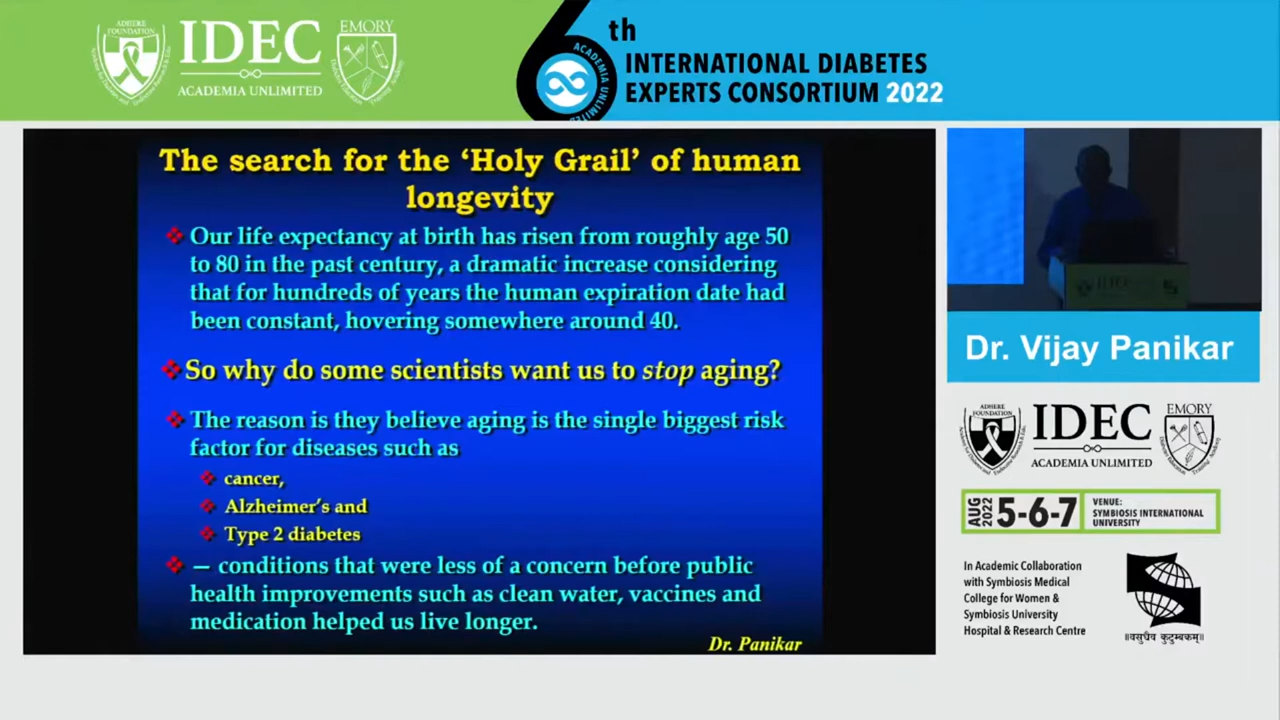 ADHERE
FOUNDATION
IDEC
ACADEMIA UNLIMITED
EMORY
6th
ACADEMIA UNLIMITED
INTERNATIONAL DIABETES
EXPERTS CONSORTIUM 2022
The search for the ‘Holy Grail’ of human
longevity
Our life expectancy at birth has risen from roughly age 50
to 80 in the past century, a dramatic increase considering
that for hundreds of years the human expiration date had
been constant, hovering somewhere around 40.
So why do some scientists want us to stop aging?
The reason is they believe aging is the single biggest risk
factor for diseases such as
cancer,
Alzheimer’s and
Type 2 diabetes
– conditions that were less of a concern before public
health improvements such as clean water, vaccines and
medication helped us live longer.
Dr. Panikar
IDEC
Dr. Vijay Panikar
ADHERE
FOUNDATION
IDEC
ACADEMIA UNLIMITED
EMORY
AUG
2022
5-6-7
VENUE:
SYMBIOSIS INTERNATIONAL
UNIVERSITY
In Academic Collaboration
with Symbiosis Medical
College for Women &
Symbiosis University
Hospital & Research Centre
॥वसुधैव कुटुम्बकम्॥